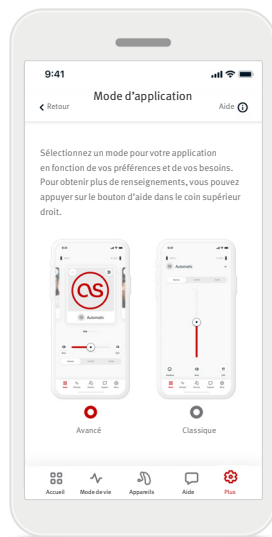 9:41
Retour
Mode d'application
Aide
Sélectionnez un mode pour votre application
en fonction de vos préférences et de vos besoins.
Pour obtenir plus de renseignements, vous pouvez
appuyer sur le bouton d'aide dans le coin supérieur
droit.
Automatic
Automatic
Avancé
Classique
Accueil
Mode de vie
Appareils
Aide
Plus